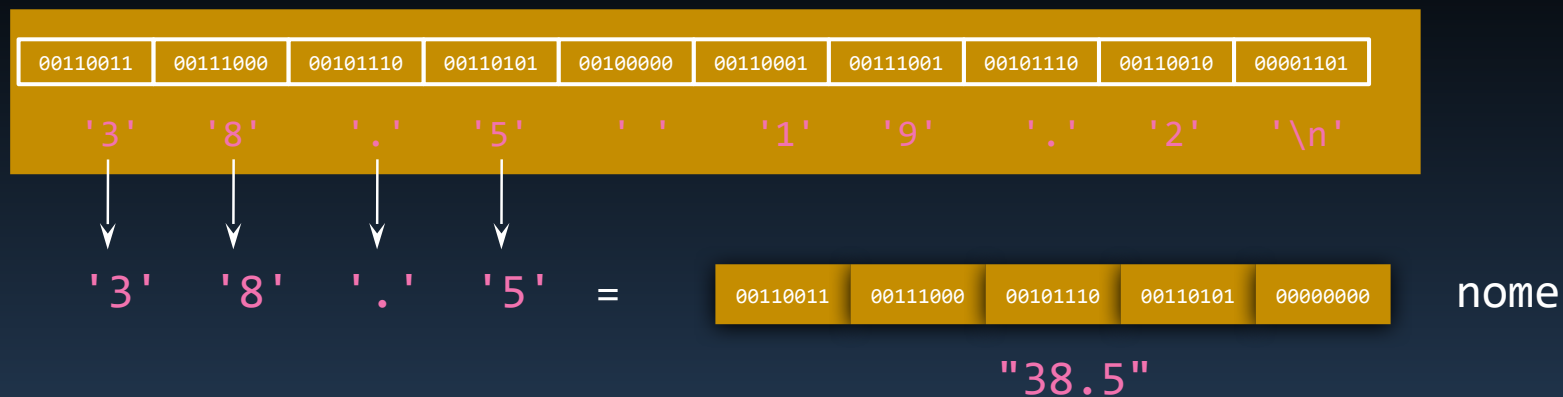 00110011 00111000 00101110 00110101 00100000 00110001 00111001 00101110 00110010 00001101
'3' '8' '.' '5' ' ' '1' '9' '.' '2' '\n'
'3' '8' '.' '5' = 00110011 00111000 00101110 00110101 00000000 nome
"38.5"